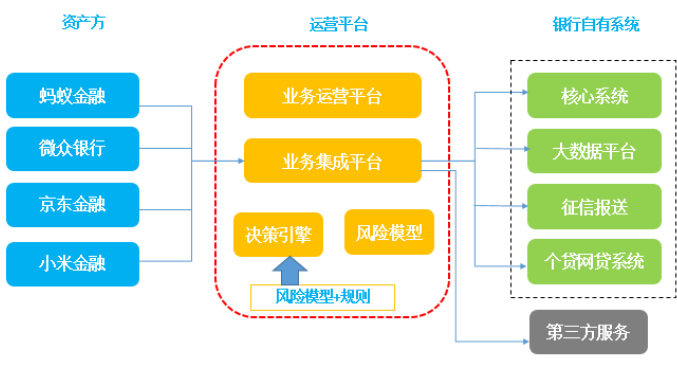 资产方
运营平台
银行自有系统
蚂蚁金融
微众银行
京东金融
小米金融
业务运营平台
业务集成平台
决策引擎
风险模型
风险模型+规则
核心系统
大数据平台
征信报送
个贷网贷系统
第三方服务